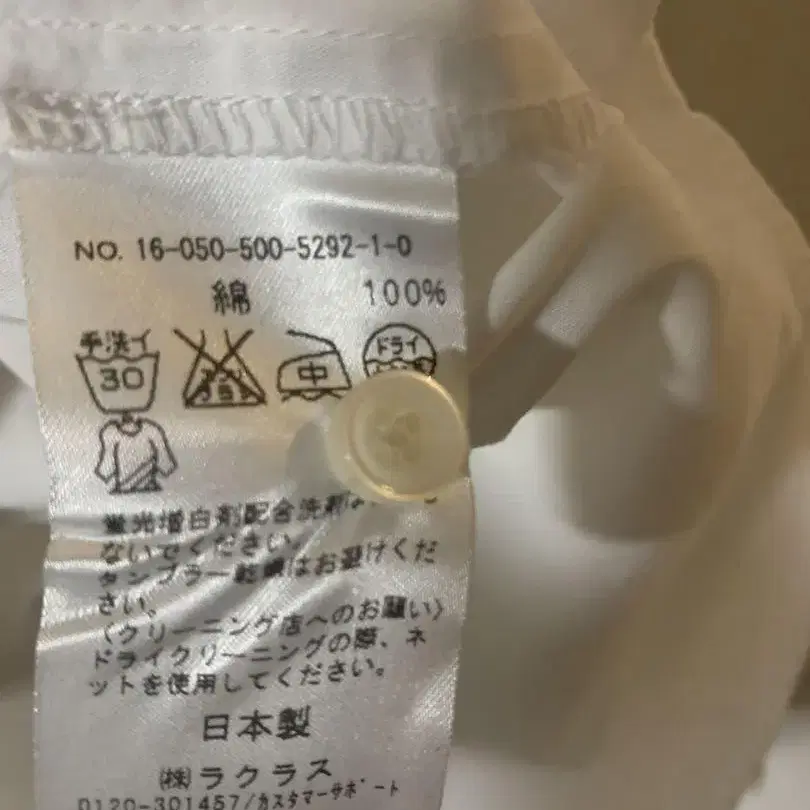 NO. 16-050-500-5292-1-0
綿 100%
手洗イ 30 中 ドライ
蛍光増白剤配合洗剤は
ないでください。
タンブラー乾燥はお避けくだ
さい。
〈クリーニング店へのお願い〉
ドライクリーニングの際、ネ
ットを使用してください。
日本製
㈱ラクラス
0120-301457/カスタマーサポート